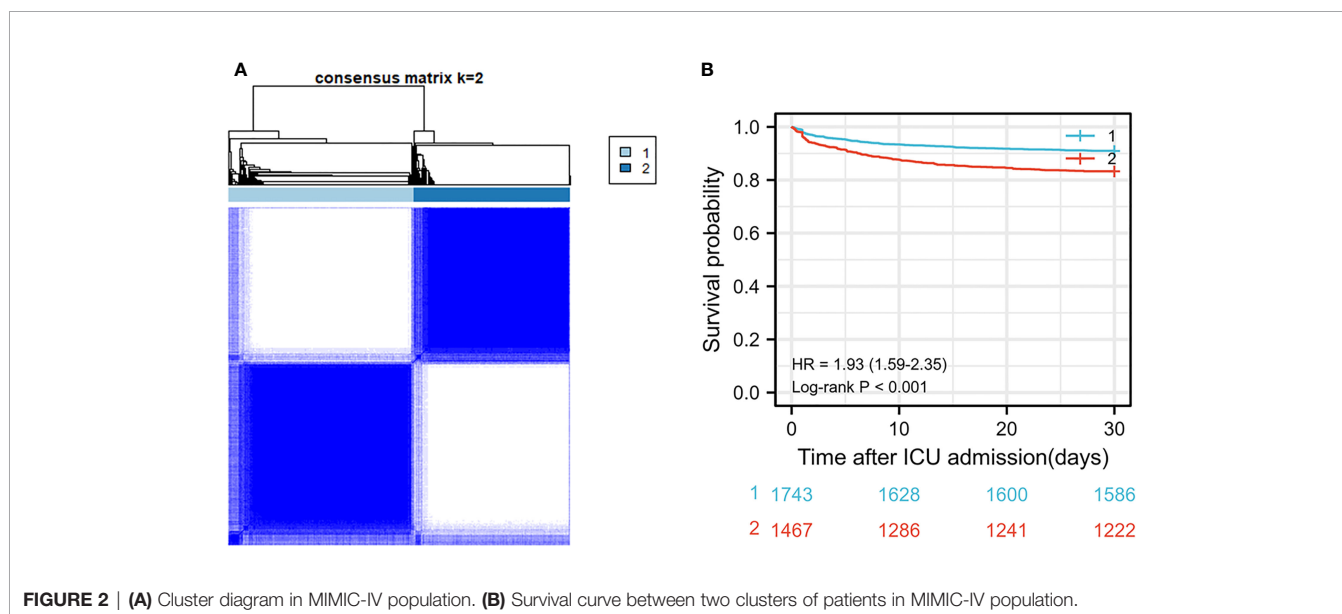 A
consensus matrix k=2
1
2
B
1.0
0.8
0.6
0.4
0.2
0.0
Survival probability
1
2
HR = 1.93 (1.59-2.35)
Log-rank P < 0.001
0 10 20 30
Time after ICU admission(days)
1 1743 1628 1600 1586
2 1467 1286 1241 1222
FIGURE 2 | (A) Cluster diagram in MIMIC-IV population. (B) Survival curve between two clusters of patients in MIMIC-IV population.